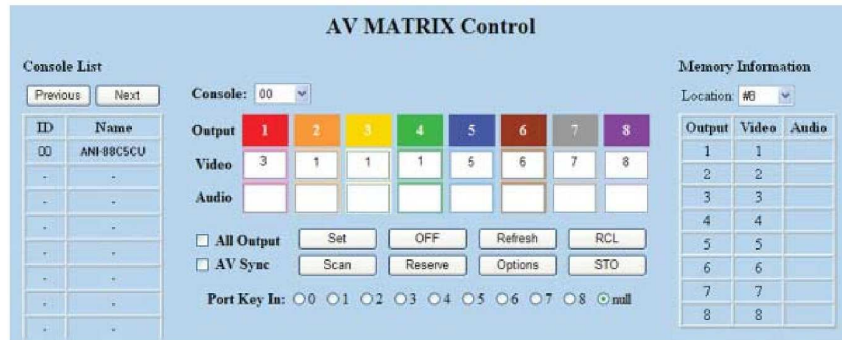 AV MATRIX Control
Console List
Previous Next
ID Name
00 ANI-88C5CU
- -
- -
- -
- -
- -
- -
- -
Console: 00
Output 1 2 3 4 5 6 7 8
Video 3 1 1 1 5 6 7 8
Audio
All Output Set OFF Refresh RCL
AV Sync Scan Reserve Options STO
Port Key In: 0 1 2 3 4 5 6 7 8 null
Memory Information
Location: #8
Output Video Audio
1 1
2 2
3 3
4 4
5 5
6 6
7 7
8 8